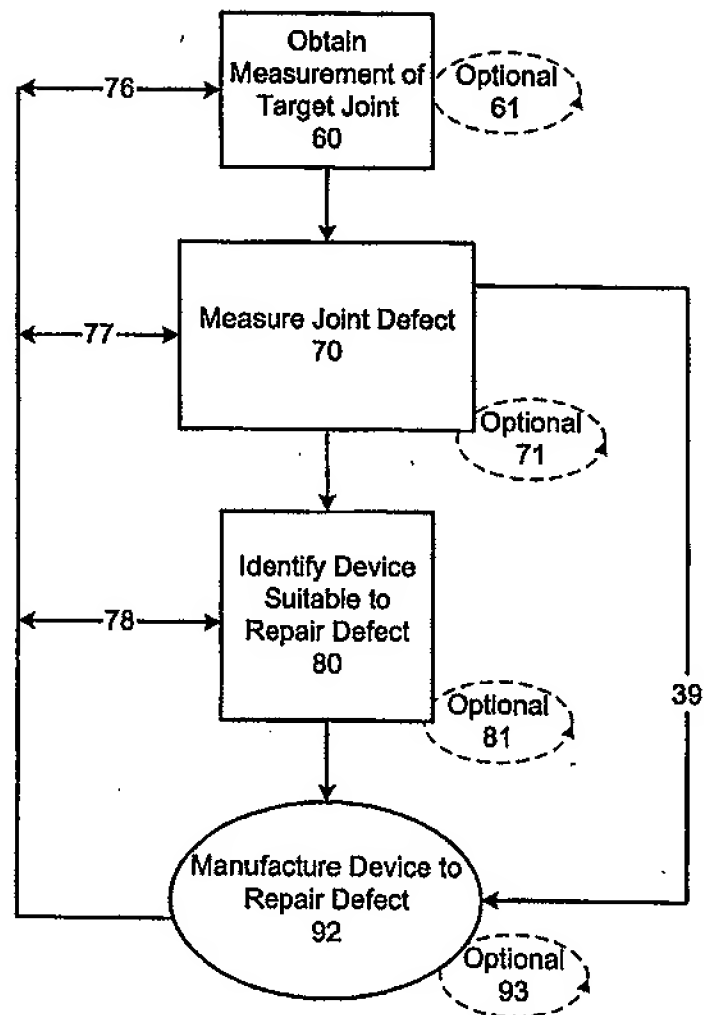 Obtain
Measurement of
Target Joint
60
Optional
61
76
Measure Joint Defect
70
77
Optional
71
Identify Device
Suitable to
Repair Defect
80
78
Optional
81
39
Manufacture Device to
Repair Defect
92
Optional
93